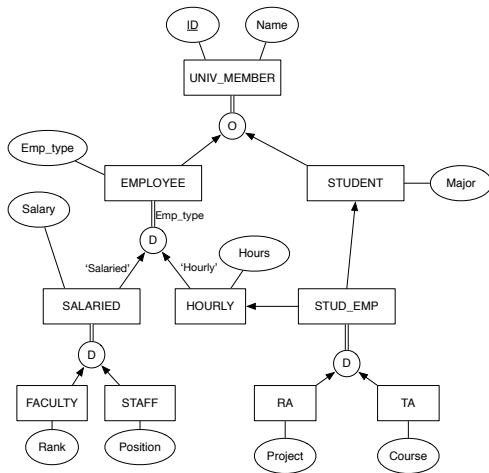 ID
Name
UNIV_MEMBER
O
Emp_type
EMPLOYEE
STUDENT
Major
Emp_type
Salary
D
Hours
'Salaried'
'Hourly'
SALARIED
HOURLY
STUD_EMP
D
D
FACULTY
STAFF
RA
TA
Rank
Position
Project
Course